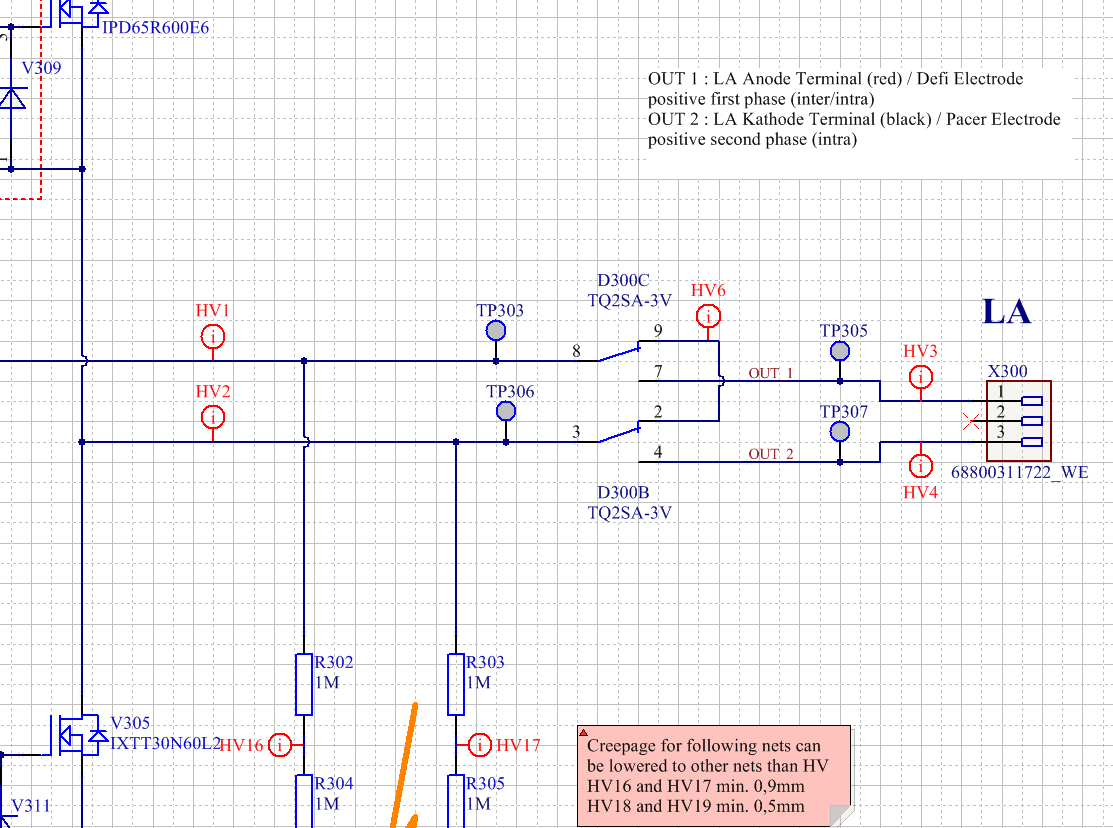 IPD65R600E6
V309
OUT 1 : LA Anode Terminal (red) / Defi Electrode
positive first phase (inter/intra)
OUT 2 : LA Kathode Terminal (black) / Pacer Electrode
positive second phase (intra)
D300C
TQ2SA-3V
HV6
LA
HV1
TP303
TP305
9
8
HV3
X300
7
OUT_1
1
HV2
TP306
TP307
2
2
3
3
4
OUT_2
68800311722_WE
HV4
D300B
TQ2SA-3V
R302
1M
R303
1M
V305
IXTT30N60L2
HV16
HV17
R304
1M
R305
1M
V311
Creepage for following nets can
be lowered to other nets than HV
HV16 and HV17 min. 0,9mm
HV18 and HV19 min. 0,5mm